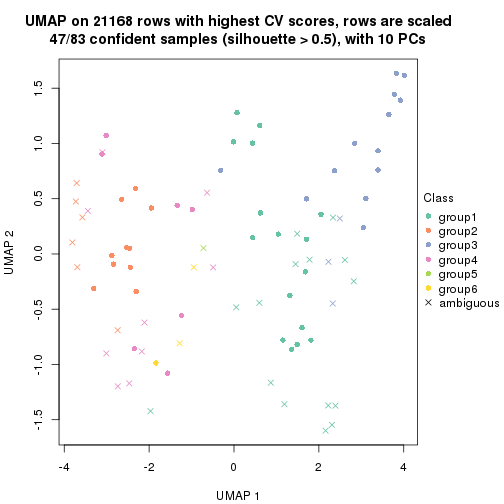 UMAP on 21168 rows with highest CV scores, rows are scaled
47/83 confident samples (silhouette > 0.5), with 10 PCs
1.5
1.0
0.5
0.0
-0.5
-1.0
-1.5
UMAP 2
-4
-2
0
2
4
UMAP 1
Class
group1
group2
group3
group4
group5
group6
ambiguous